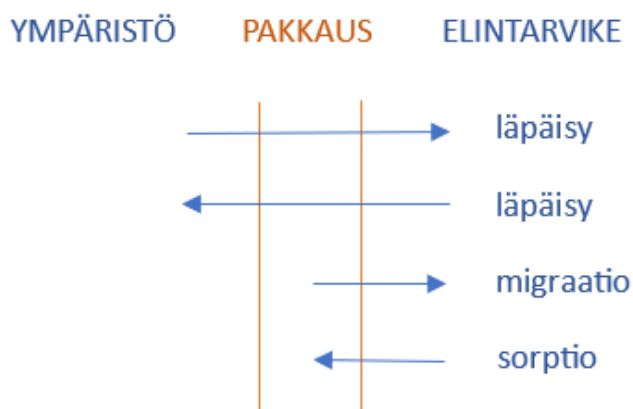 YMPÄRISTÖ PAKKAUS ELINTARVIKE
läpäisy
läpäisy
migraatio
sorptio